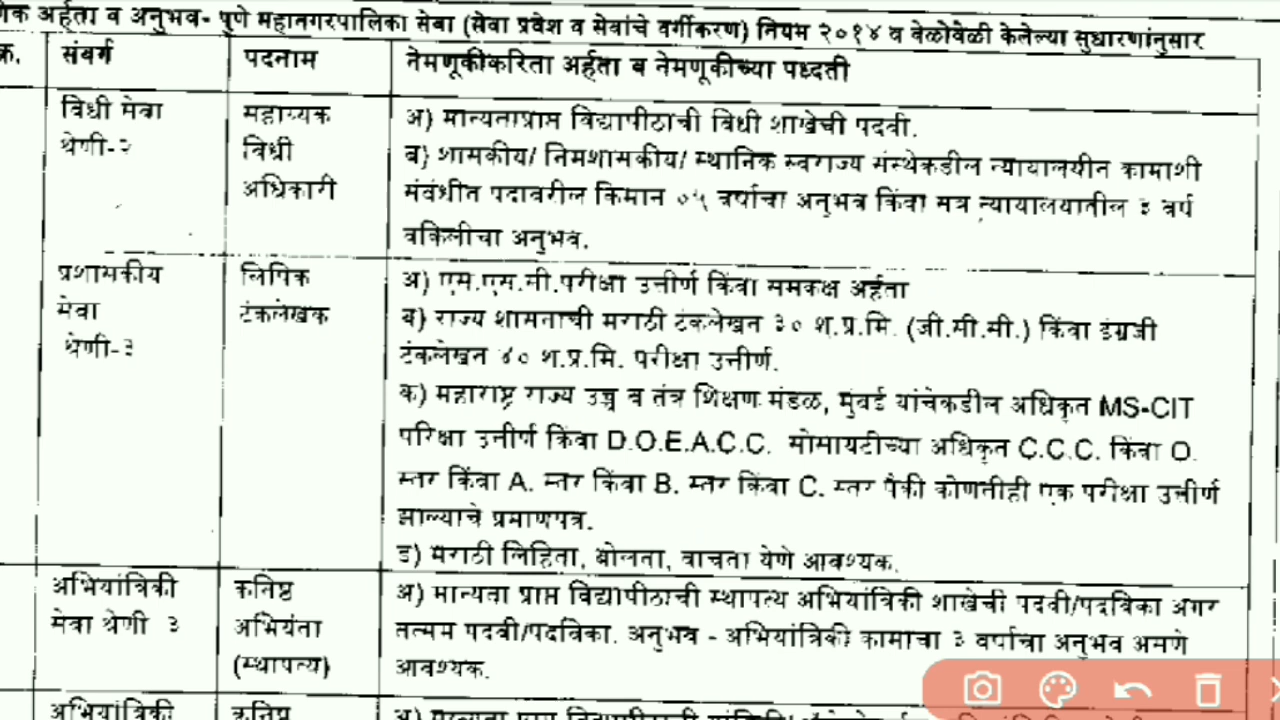 अर्हता व अनुभव- पुणे महानगरपालिका सेवा (सेवा प्रवेश व सेवांचे वर्गीकरण) नियम २०१४ व वेळोवेळी केलेल्या सुधारणांनुसार
क्र. संवर्ग पदनाम नेमणूकीकरिता अर्हता व नेमणूकीच्या पध्दती
विधी सेवा
श्रेणी-२
सहाय्यक
विधी
अधिकारी
अ) मान्यताप्राप्त विद्यापीठाची विधी शाखेची पदवी.
ब) शासकीय/ निमशासकीय/ स्थानिक स्वराज्य संस्थेकडील न्यायालयीन कामाशी
संबंधीत पदावरील किमान ०५ वर्षाचा अनुभव किंवा सत्र न्यायालयातील ३ वर्ष
वकिलीचा अनुभव.
प्रशासकीय
सेवा
श्रेणी-३
लिपिक
टंकलेखक
अ) एस.एस.सी.परीक्षा उत्तीर्ण किंवा समकक्ष अर्हता
ब) राज्य शासनाची मराठी टंकलेखन ३० श.प्र.मि. (जी.सी.सी.) किंवा इंग्रजी
टंकलेखन ४० श.प्र.मि. परीक्षा उत्तीर्ण.
क) महाराष्ट्र राज्य उच्च व तंत्र शिक्षण मंडळ, मुंबई यांचेकडील अधिकृत MS-CIT
परिक्षा उत्तीर्ण किंवा D.O.E.A.C.C. सोसायटीच्या अधिकृत C.C.C. किंवा O.
स्तर किंवा A. स्तर किंवा B. स्तर किंवा C. स्तर पैकी कोणतीही एक परीक्षा उत्तीर्ण
झाल्याचे प्रमाणपत्र.
ड) मराठी लिहिता, बोलता, वाचता येणे आवश्यक.
अभियांत्रिकी
सेवा श्रेणी ३
कनिष्ठ
अभियंता
(स्थापत्य)
अ) मान्यता प्राप्त विद्यापीठाची स्थापत्य अभियांत्रिकी शाखेची पदवी/पदविका अगर
तत्सम पदवी/पदविका. अनुभव - अभियांत्रिकी कामाचा ३ वर्षाचा अनुभव असणे
आवश्यक.
अभियांत्रिकी कनिष्ठ